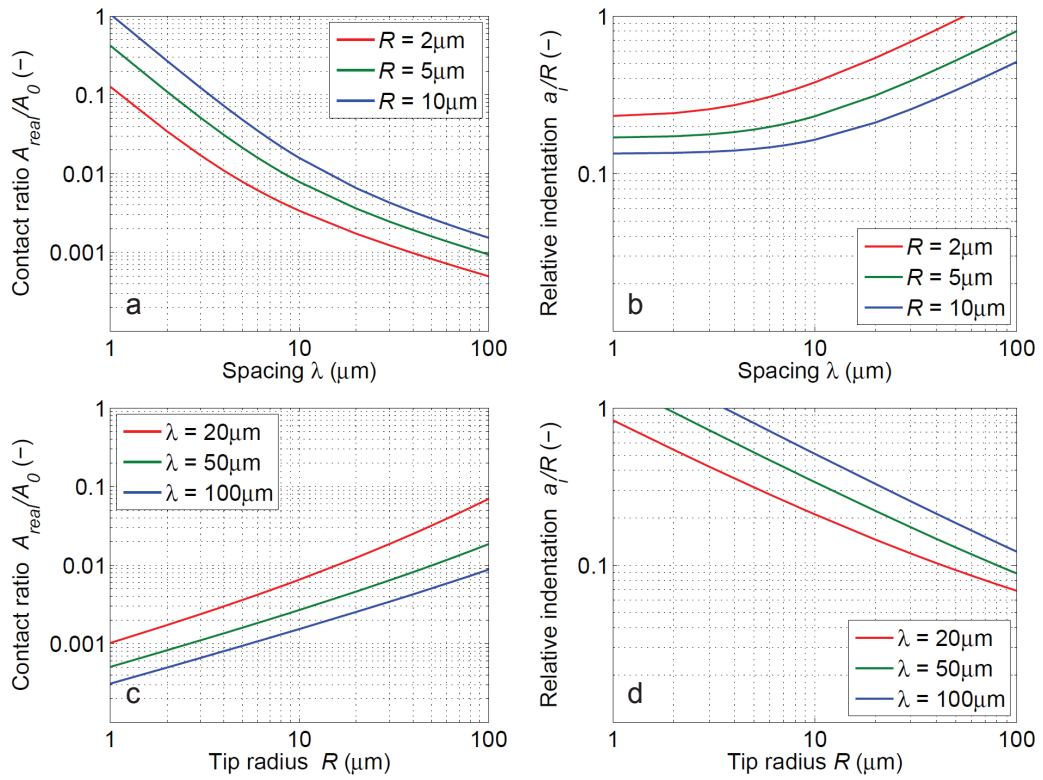 1
0.1
0.01
0.001
Contact ratio A_real/A_0 (−)
R = 2μm
R = 5μm
R = 10μm
a
1 10 100
Spacing λ (μm)
1
0.1
Relative indentation a_I/R (−)
R = 2μm
R = 5μm
R = 10μm
b
1 10 100
Spacing λ (μm)
1
0.1
0.01
0.001
Contact ratio A_real/A_0 (−)
λ = 20μm
λ = 50μm
λ = 100μm
c
1 10 100
Tip radius R (μm)
1
0.1
Relative indentation a_I/R (−)
λ = 20μm
λ = 50μm
λ = 100μm
d
1 10 100
Tip radius R (μm)